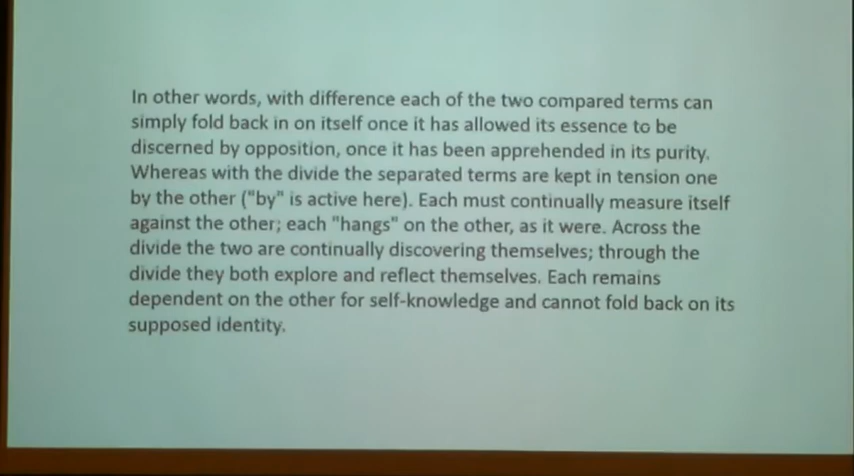 In other words, with difference each of the two compared terms can
simply fold back in on itself once it has allowed its essence to be
discerned by opposition, once it has been apprehended in its purity.
Whereas with the divide the separated terms are kept in tension one
by the other ("by" is active here). Each must continually measure itself
against the other; each "hangs" on the other, as it were. Across the
divide the two are continually discovering themselves; through the
divide they both explore and reflect themselves. Each remains
dependent on the other for self-knowledge and cannot fold back on its
supposed identity.